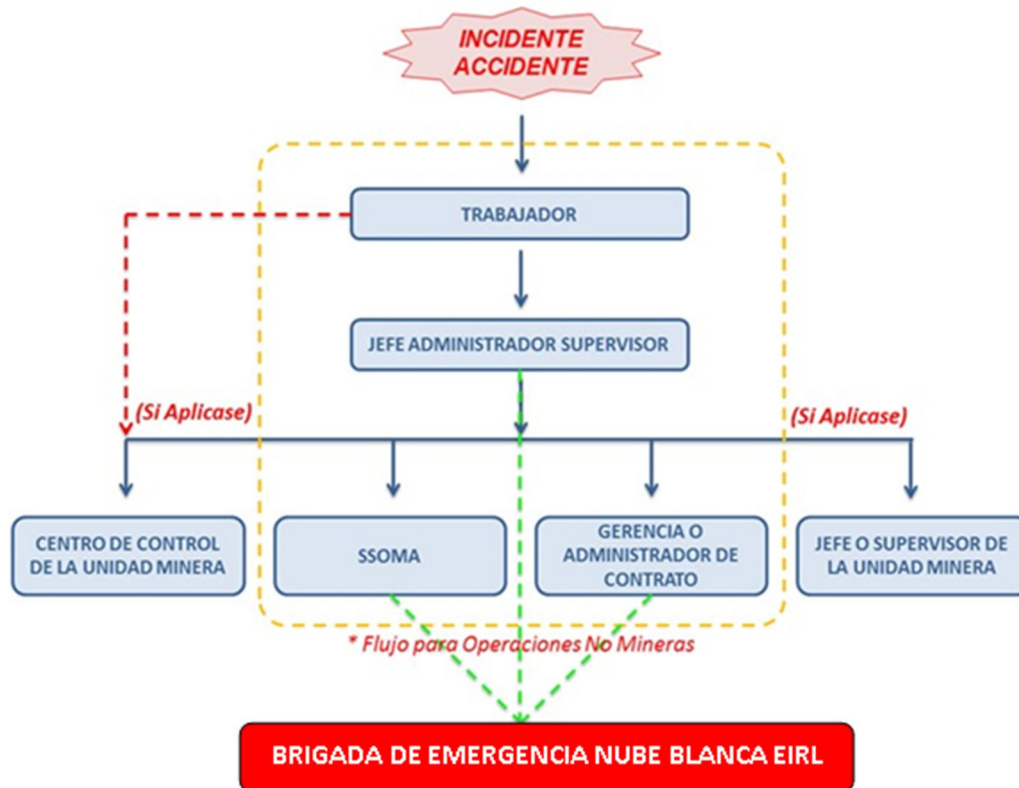 INCIDENTE
ACCIDENTE
TRABAJADOR
JEFE ADMINISTRADOR SUPERVISOR
(Si Aplicase)
(Si Aplicase)
CENTRO DE CONTROL
DE LA UNIDAD MINERA
SSOMA
GERENCIA O
ADMINISTRADOR DE
CONTRATO
JEFE O SUPERVISOR DE
LA UNIDAD MINERA
* Flujo para Operaciones No Mineras
BRIGADA DE EMERGENCIA NUBE BLANCA EIRL